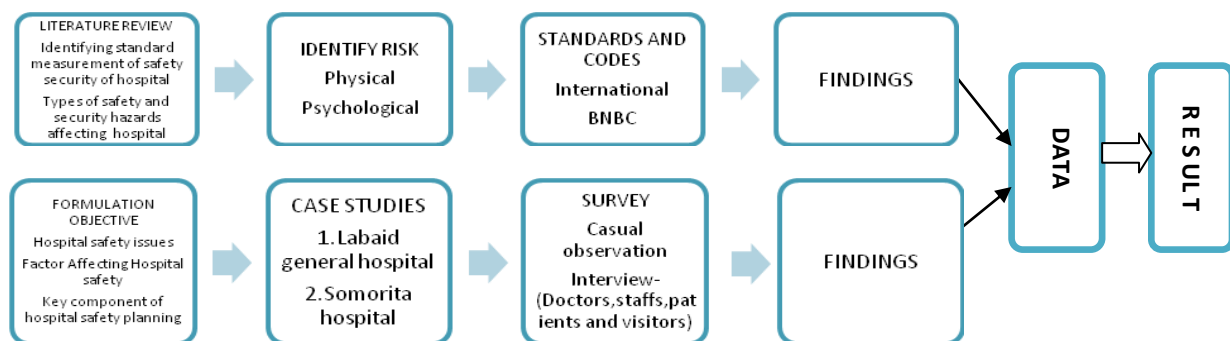 LITERATURE REVIEW
Identifying standard
measurement of safety
security of hospital
Types of safety and
security hazards
affecting hospital
IDENTIFY RISK
Physical
Psychological
STANDARDS AND
CODES
International
BNBC
FINDINGS
FORMULATION
OBJECTIVE
Hospital safety issues
Factor Affecting Hospital
safety
Key component of
hospital safety planning
CASE STUDIES
1.Labaid
general hospital
2.Somorita
hospital
SURVEY
Casual
observation
Interview-
(Doctors,staffs,pat
ients and visitors)
FINDINGS
DATA
RESULT